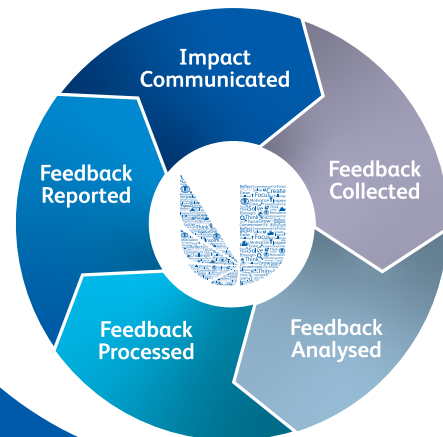 Impact
Communicated
Feedback
Collected
Feedback
Analysed
Feedback
Processed
Feedback
Reported